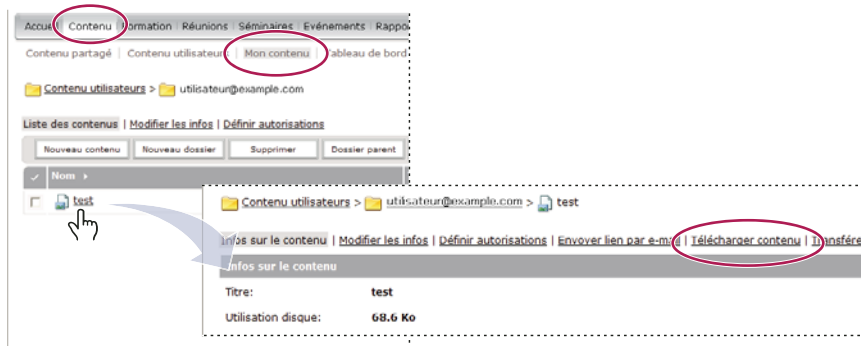 Accueil | Contenu | Formation | Réunions | Séminaires | Evénements | Rappo
Contenu partagé | Contenu utilisateurs | Mon contenu | Tableau de bord
Contenu utilisateurs > utilisateur@example.com
Liste des contenus | Modifier les infos | Définir autorisations
Nouveau contenu Nouveau dossier Supprimer Dossier parent
Nom
test
Contenu utilisateurs > utilisateur@example.com > test
Infos sur le contenu | Modifier les infos | Définir autorisations | Envoyer lien par e-mail | Télécharger contenu | Transfére
Infos sur le contenu
Titre: test
Utilisation disque: 68.6 Ko